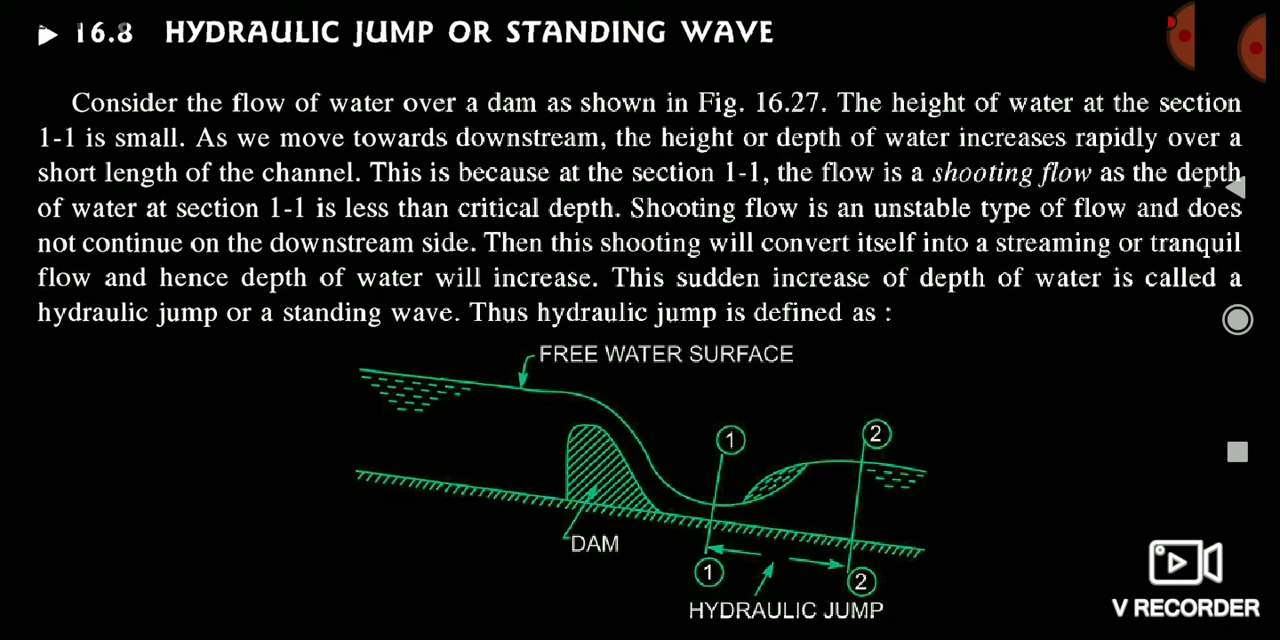 ▶ 16.8 HYDRAULIC JUMP OR STANDING WAVE
Consider the flow of water over a dam as shown in Fig. 16.27. The height of water at the section
1-1 is small. As we move towards downstream, the height or depth of water increases rapidly over a
short length of the channel. This is because at the section 1-1, the flow is a shooting flow as the depth
of water at section 1-1 is less than critical depth. Shooting flow is an unstable type of flow and does
not continue on the downstream side. Then this shooting will convert itself into a streaming or tranquil
flow and hence depth of water will increase. This sudden increase of depth of water is called a
hydraulic jump or a standing wave. Thus hydraulic jump is defined as :
FREE WATER SURFACE
1
2
DAM
1
2
HYDRAULIC JUMP
V RECORDER